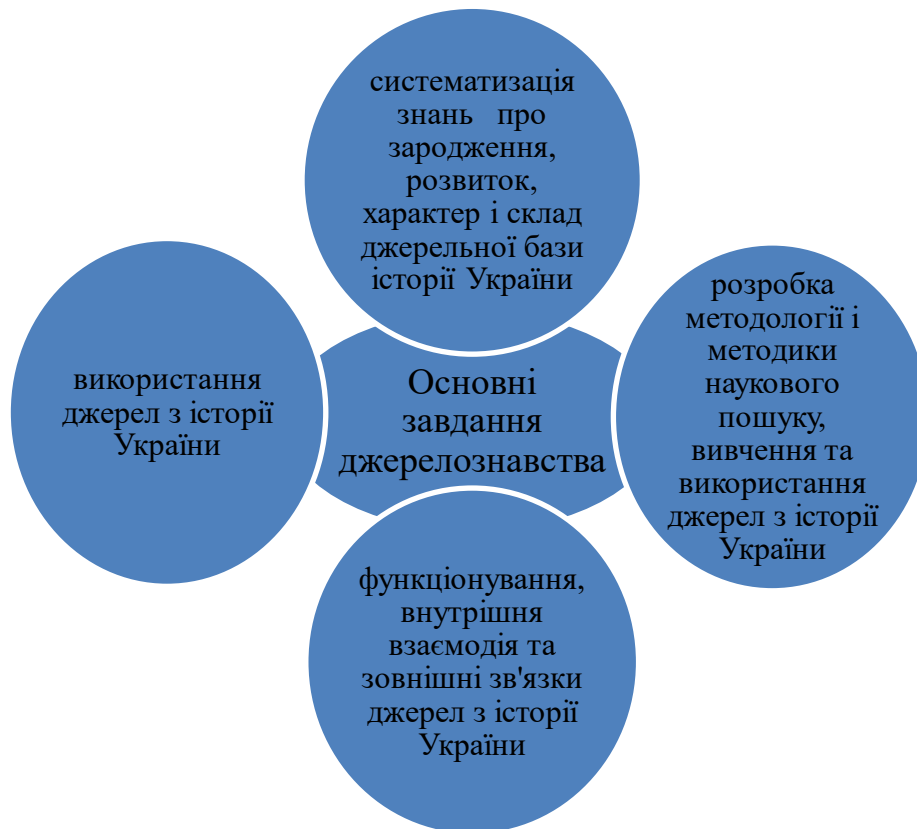 систематизація
знань про
зародження,
розвиток,
характер і склад
джерельної бази
історії України
використання
джерел з історії
України
Основні
завдання
джерелознавства
розробка
методології і
методики
наукового
пошуку,
вивчення та
використання
джерел з історії
України
функціонування,
внутрішня
взаємодія та
зовнішні зв'язки
джерел з історії
України